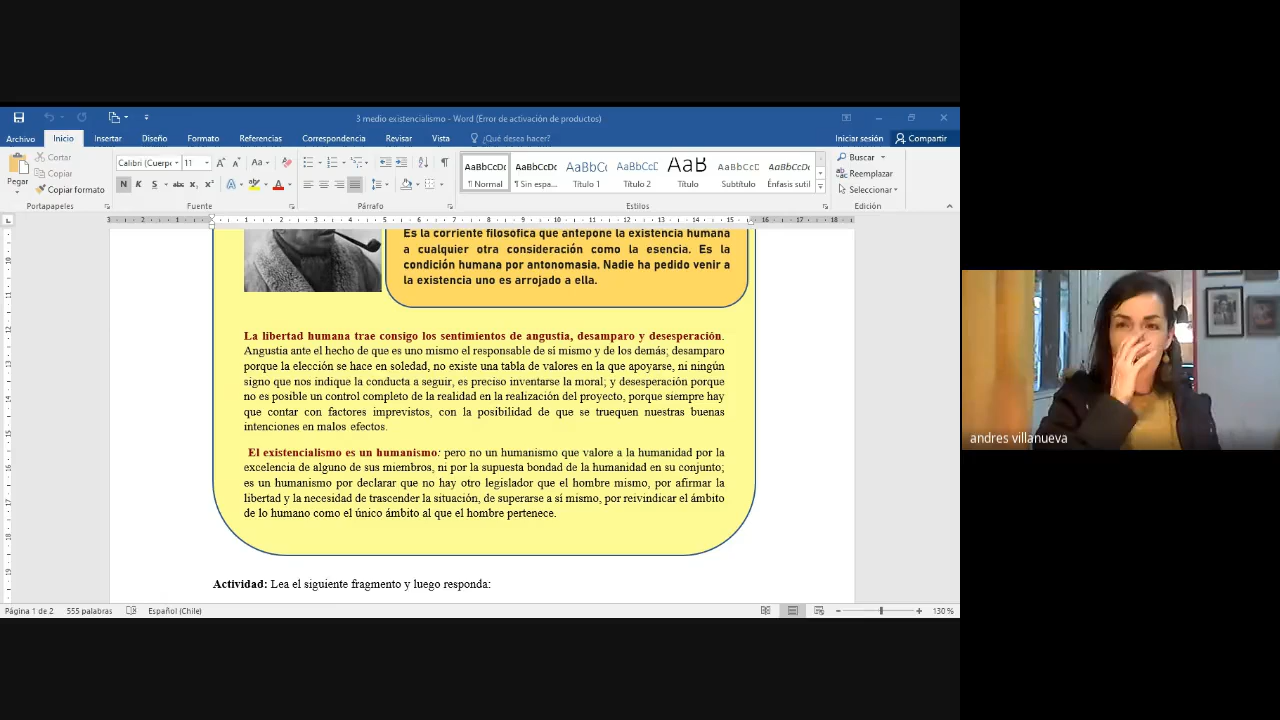 3 medio existencialismo - Word (Error de activación de productos)
Archivo Inicio Insertar Diseño Formato Referencias Correspondencia Revisar Vista ¿Qué desea hacer? Iniciar sesión Compartir
Pegar
Cortar
Copiar
Copiar formato
Portapapeles
Calibri (Cuerp 11
N K S abc x₂ x²
Fuente
Párrafo
AaBbCcDc AaBbCcDc AaBbCc AaBbCcD AaB AaBbCcD AaBbCcDc
¶ Normal ¶ Sin espa... Título 1 Título 2 Título Subtítulo Énfasis sutil
Estilos
Buscar
Reemplazar
Seleccionar
Edición
Es la corriente filosófica que antepone la existencia humana
a cualquier otra consideración como la esencia. Es la
condición humana por antonomasia. Nadie ha pedido venir a
la existencia uno es arrojado a ella.
La libertad humana trae consigo los sentimientos de angustia, desamparo y desesperación.
Angustia ante el hecho de que es uno mismo el responsable de sí mismo y de los demás; desamparo
porque la elección se hace en soledad, no existe una tabla de valores en la que apoyarse, ni ningún
signo que nos indique la conducta a seguir, es preciso inventarse la moral; y desesperación porque
no es posible un control completo de la realidad en la realización del proyecto, porque siempre hay
que contar con factores imprevistos, con la posibilidad de que se truequen nuestras buenas
intenciones en malos efectos.
El existencialismo es un humanismo: pero no un humanismo que valore a la humanidad por la
excelencia de alguno de sus miembros, ni por la supuesta bondad de la humanidad en su conjunto;
es un humanismo por declarar que no hay otro legislador que el hombre mismo, por afirmar la
libertad y la necesidad de trascender la situación, de superarse a sí mismo, por reivindicar el ámbito
de lo humano como el único ámbito al que el hombre pertenece.
Actividad: Lea el siguiente fragmento y luego responda:
Página 1 de 2 555 palabras Español (Chile) 130 %
andres villanueva